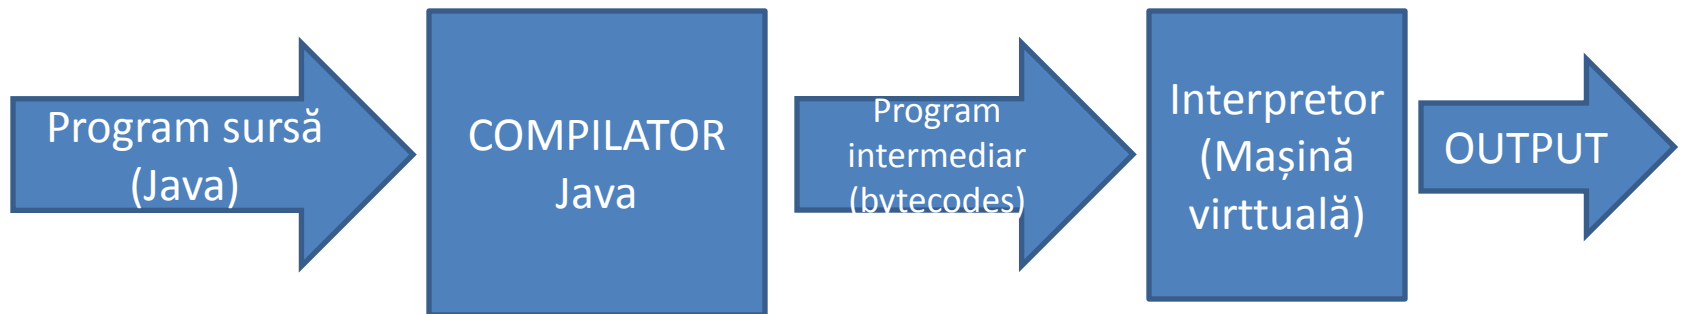 Program sursă
(Java)
COMPILATOR
Java
Program
intermediar
(bytecodes)
Interpretor
(Mașină
virttuală)
OUTPUT